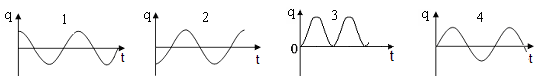 q 1 t
q 2 t
q 3 0 t
q 4 t